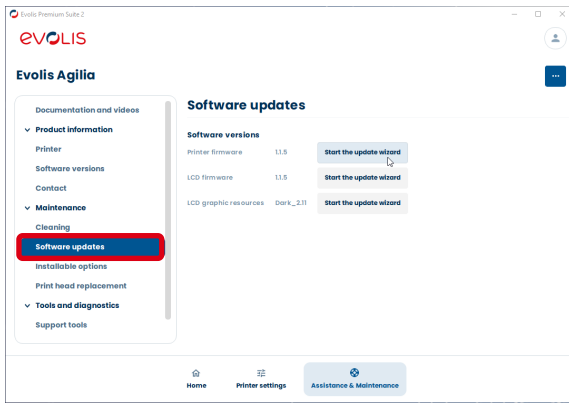 Evolis Premium Suite 2
evolis
Evolis Agilia
...
Documentation and videos
Product information
Printer
Software versions
Contact
Maintenance
Cleaning
Software updates
Installable options
Print head replacement
Tools and diagnostics
Support tools
Software updates
Software versions
Printer firmware 1.1.5 Start the update wizard
LCD firmware 1.1.5 Start the update wizard
LCD graphic resources Dark_2.11 Start the update wizard
Home Printer settings Assistance & Maintenance